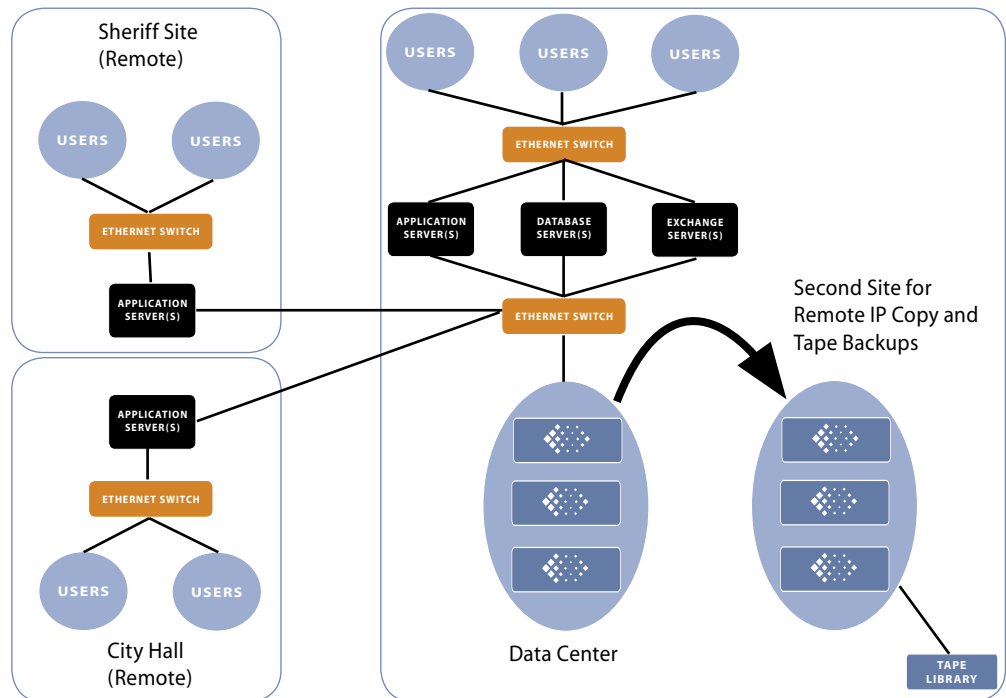 Sheriff Site
(Remote)
USERS
USERS
ETHERNET SWITCH
APPLICATION
SERVER(S)
APPLICATION
SERVER(S)
ETHERNET SWITCH
USERS
USERS
City Hall
(Remote)
USERS
USERS
USERS
ETHERNET SWITCH
APPLICATION
SERVER(S)
DATABASE
SERVER(S)
EXCHANGE
SERVER(S)
ETHERNET SWITCH
Second Site for
Remote IP Copy and
Tape Backups
Data Center
TAPE
LIBRARY